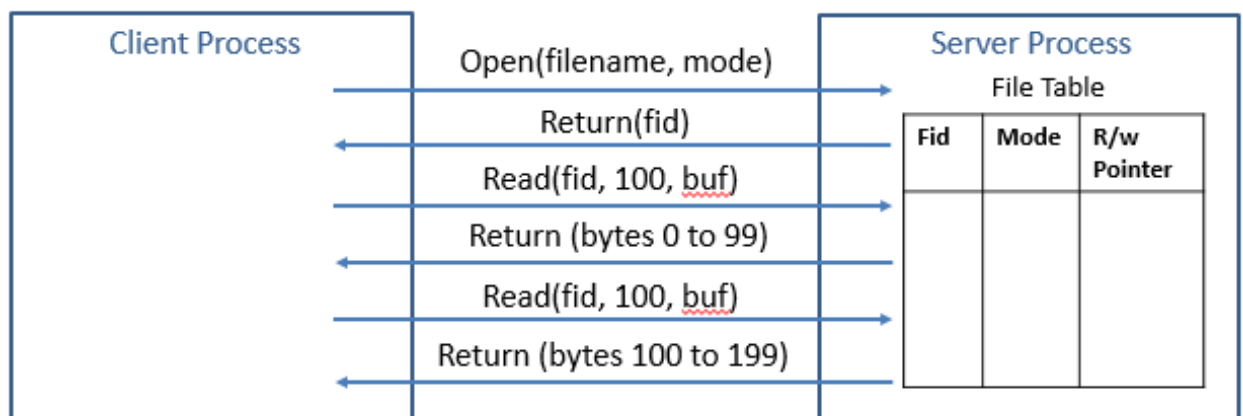 Client Process
Server Process
Open(filename, mode)
File Table
Return(fid)
Fid
Mode
R/w
Pointer
Read(fid, 100, buf)
Return (bytes 0 to 99)
Read(fid, 100, buf)
Return (bytes 100 to 199)